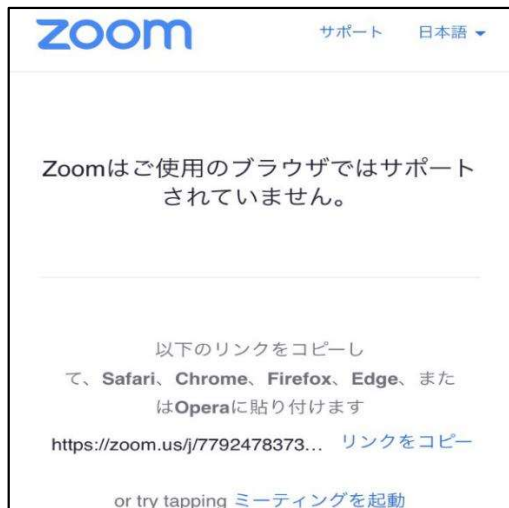 zoom サポート 日本語
Zoomはご使用のブラウザではサポート
されていません。
以下のリンクをコピーし
て、Safari、Chrome、Firefox、Edge、また
はOperaに貼り付けます
https://zoom.us/j/7792478373... リンクをコピー
or try tapping ミーティングを起動